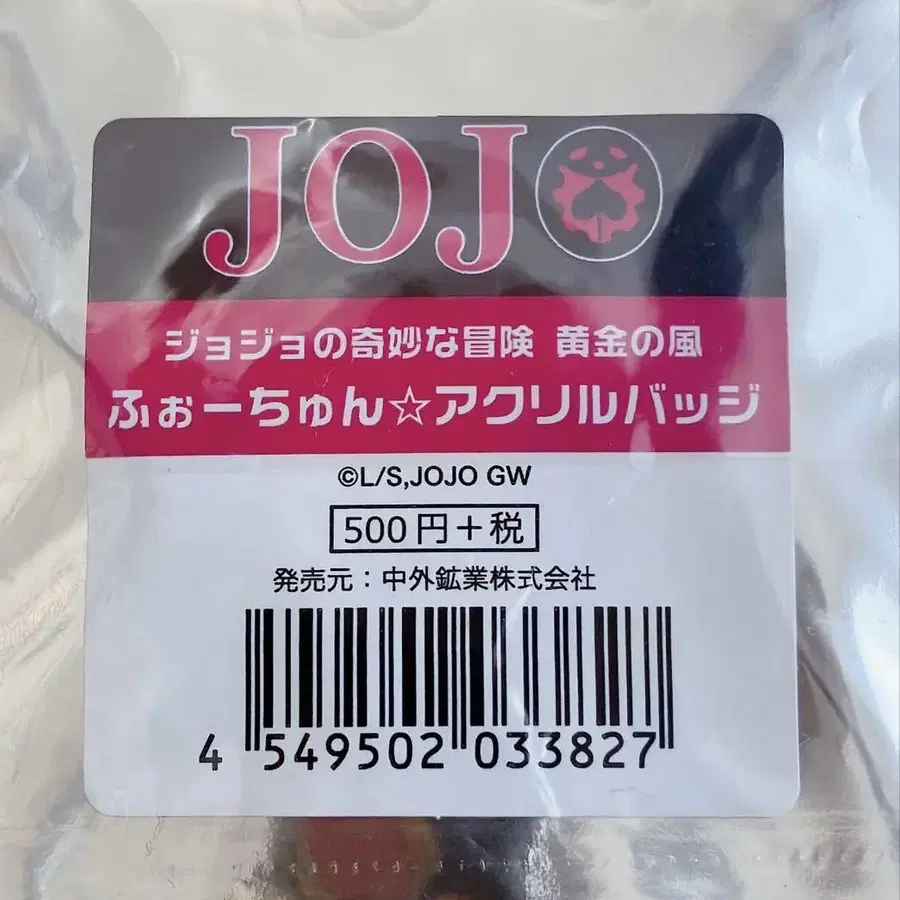 JOJO
ジョジョの奇妙な冒険 黄金の風
ふぉーちゅん☆アクリルバッジ
©L/S,JOJO GW
500円＋税
発売元：中外鉱業株式会社
4 549502 033827